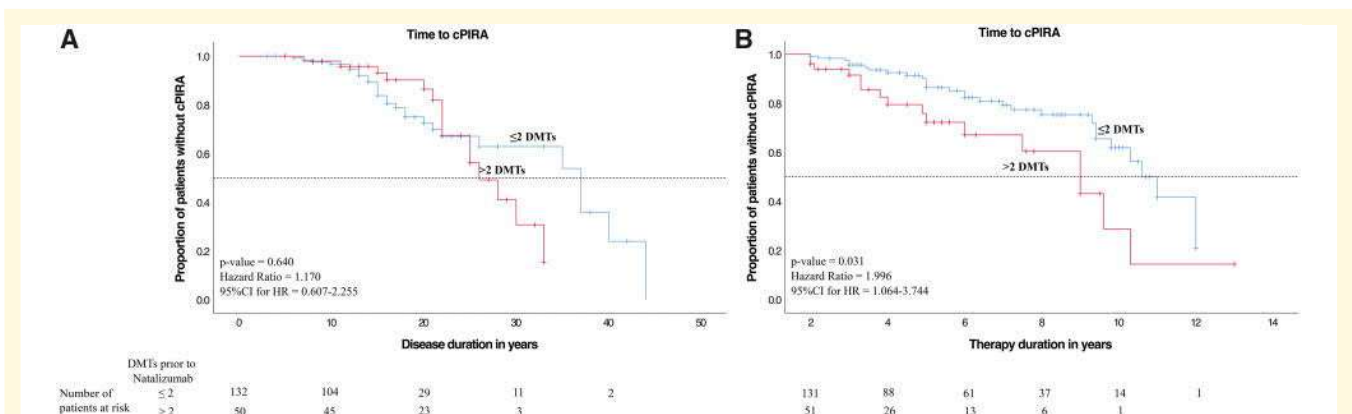 A
Time to cPIRA
Proportion of patients without cPIRA
1.0
0.8
0.6
0.4
0.2
0.0
≤2 DMTs
>2 DMTs
p-value = 0.640
Hazard Ratio = 1.170
95%CI for HR = 0.607-2.255
0 10 20 30 40 50
Disease duration in years
B
Time to cPIRA
Proportion of patients without cPIRA
1.0
0.8
0.6
0.4
0.2
0.0
≤2 DMTs
>2 DMTs
p-value = 0.031
Hazard Ratio = 1.996
95%CI for HR = 1.064-3.744
2 4 6 8 10 12 14
Therapy duration in years
DMTs prior to
Natalizumab
Number of ≤ 2 132 104 29 11 2 131 88 61 37 14 1
patients at risk > 2 50 45 23 3 51 26 13 6 1